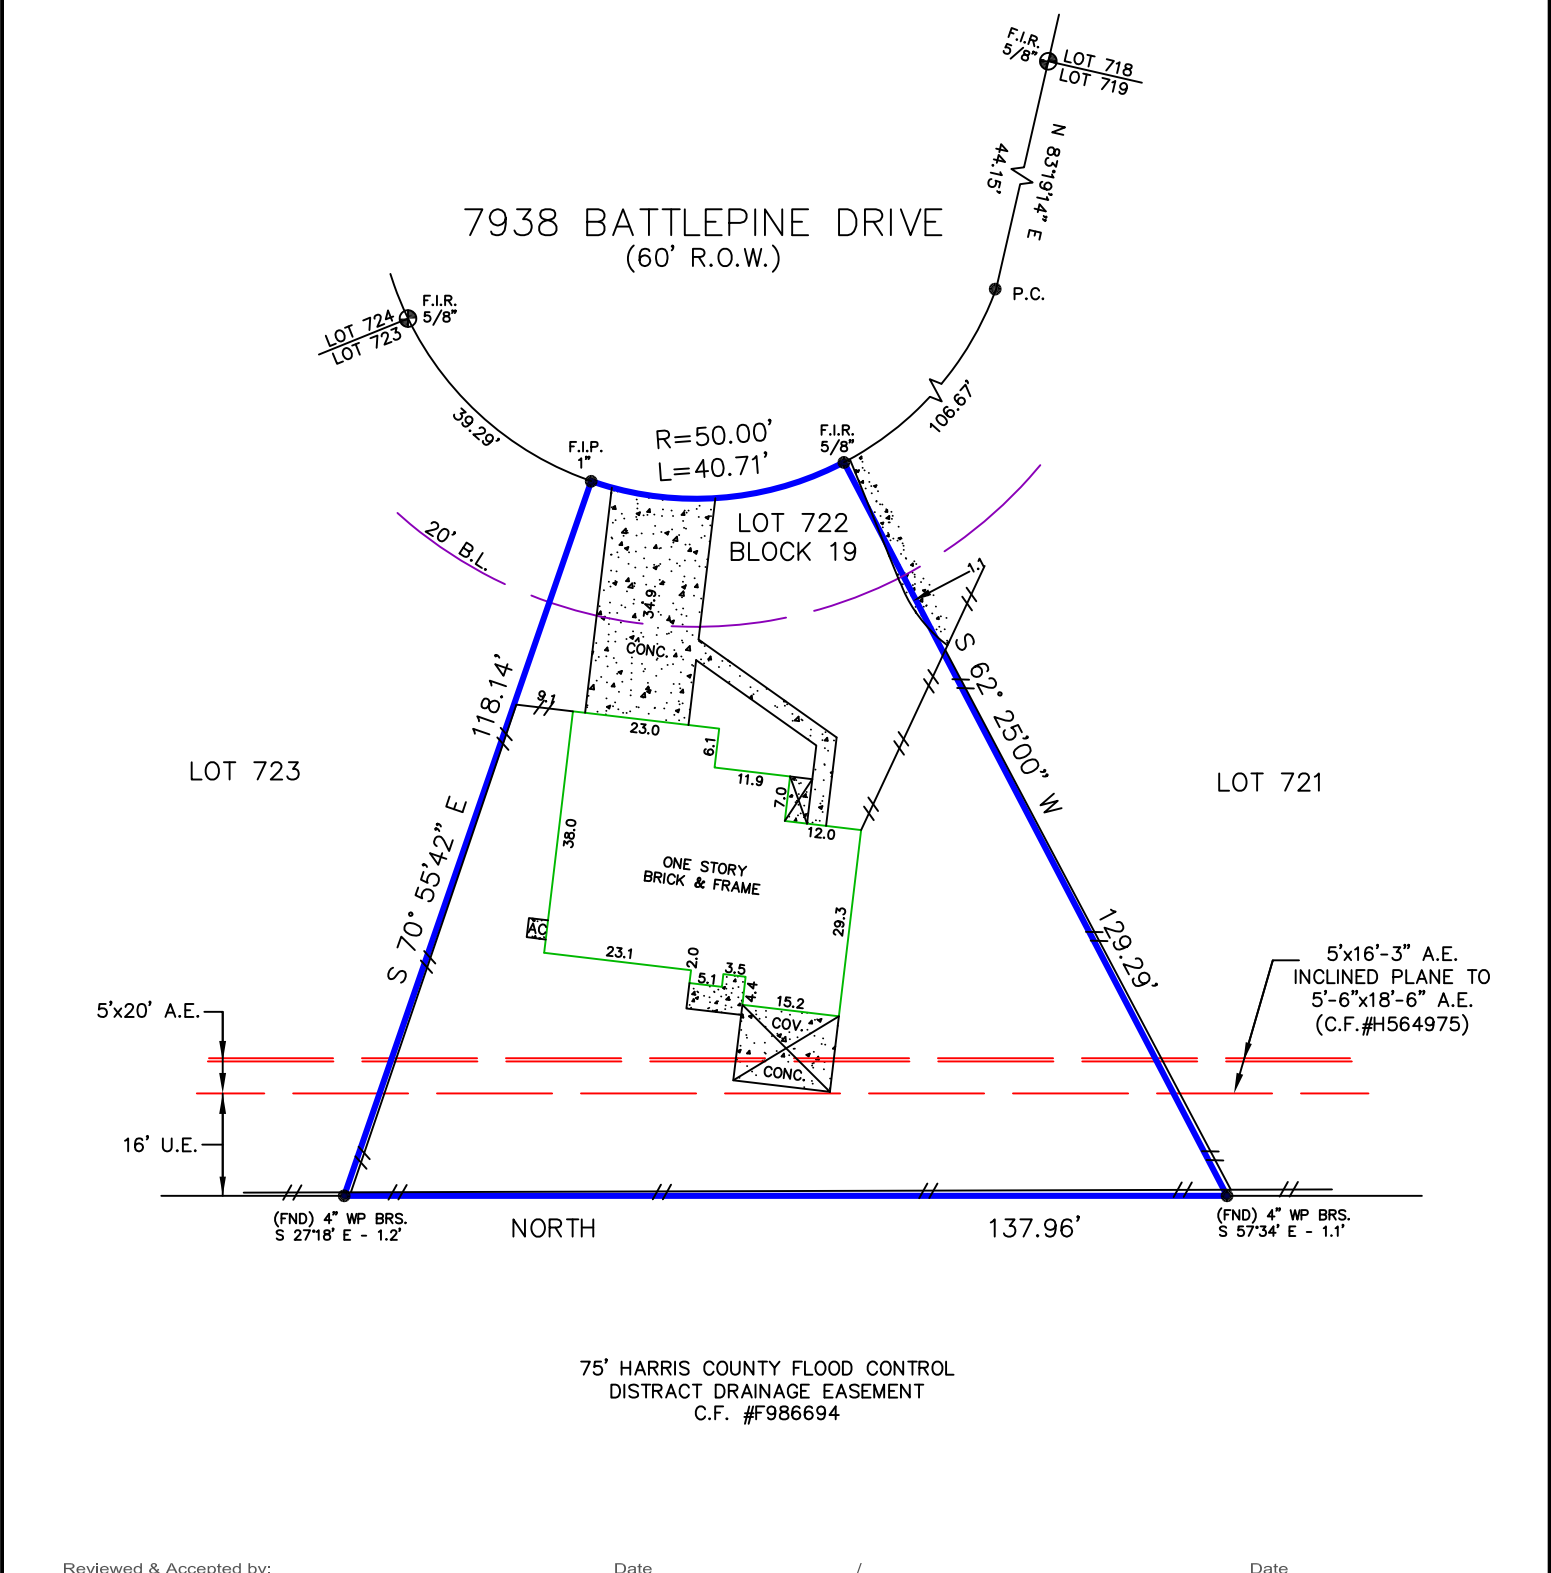 F.I.R.
5/8"
LOT 718
LOT 719
N 83°19'14" E
44.15'
7938 BATTLEPINE DRIVE
(60' R.O.W.)
P.C.
F.I.R.
5/8"
LOT 724
LOT 723
39.29'
106.67'
F.I.P.
1"
R=50.00'
L=40.71'
F.I.R.
5/8"
LOT 722
BLOCK 19
20' B.L.
1.1
34.9
CONC.
S 62° 25'00" W
129.29'
118.14'
S 70° 55'42" E
9.1
23.0
6.1
11.9
7.0
12.0
LOT 723
LOT 721
38.0
ONE STORY
BRICK & FRAME
29.3
AC
23.1
2.0
5.1
3.5
4.4
15.2
COV.
CONC.
5'x20' A.E.
16' U.E.
5'x16'-3" A.E.
INCLINED PLANE TO
5'-6"x18'-6" A.E.
(C.F.#H564975)
(FND) 4" WP BRS.
S 27°18' E - 1.2'
NORTH
137.96'
(FND) 4" WP BRS.
S 57°34' E - 1.1'
75' HARRIS COUNTY FLOOD CONTROL
DISTRACT DRAINAGE EASEMENT
C.F. #F986694
Reviewed & Accepted by: Date / Date